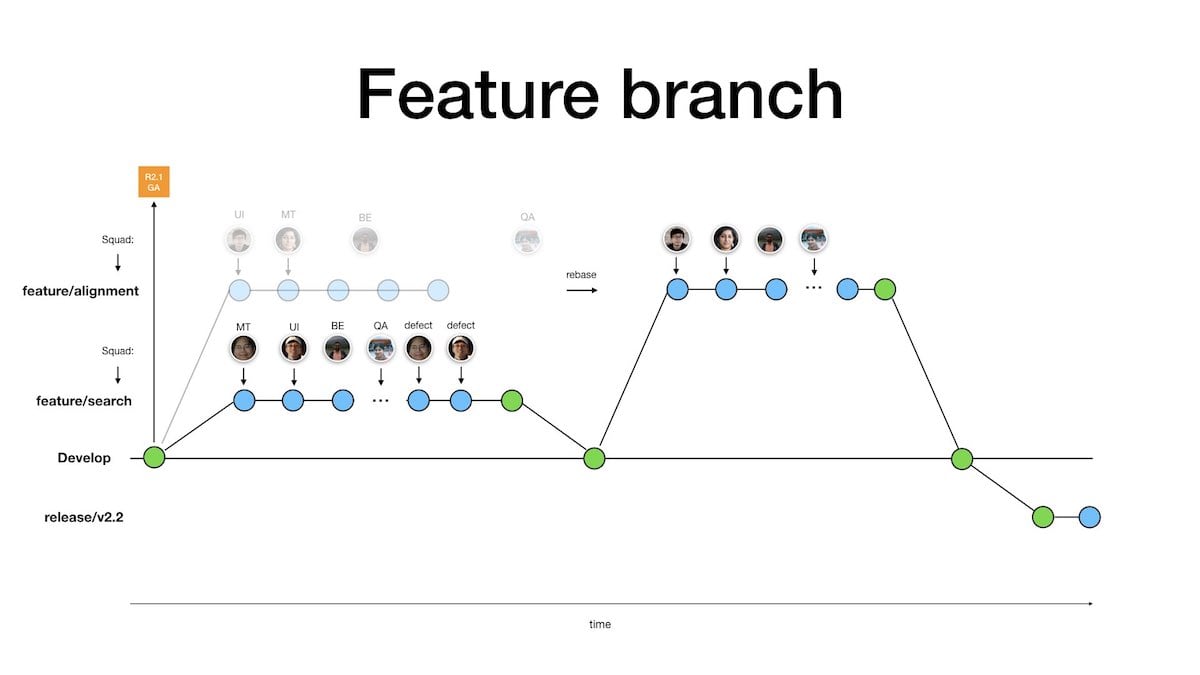 Feature branch
R2.1
GA
UI MT BE QA
Squad:
rebase
feature/alignment
MT UI BE QA defect defect
Squad:
feature/search
Develop
release/v2.2
time